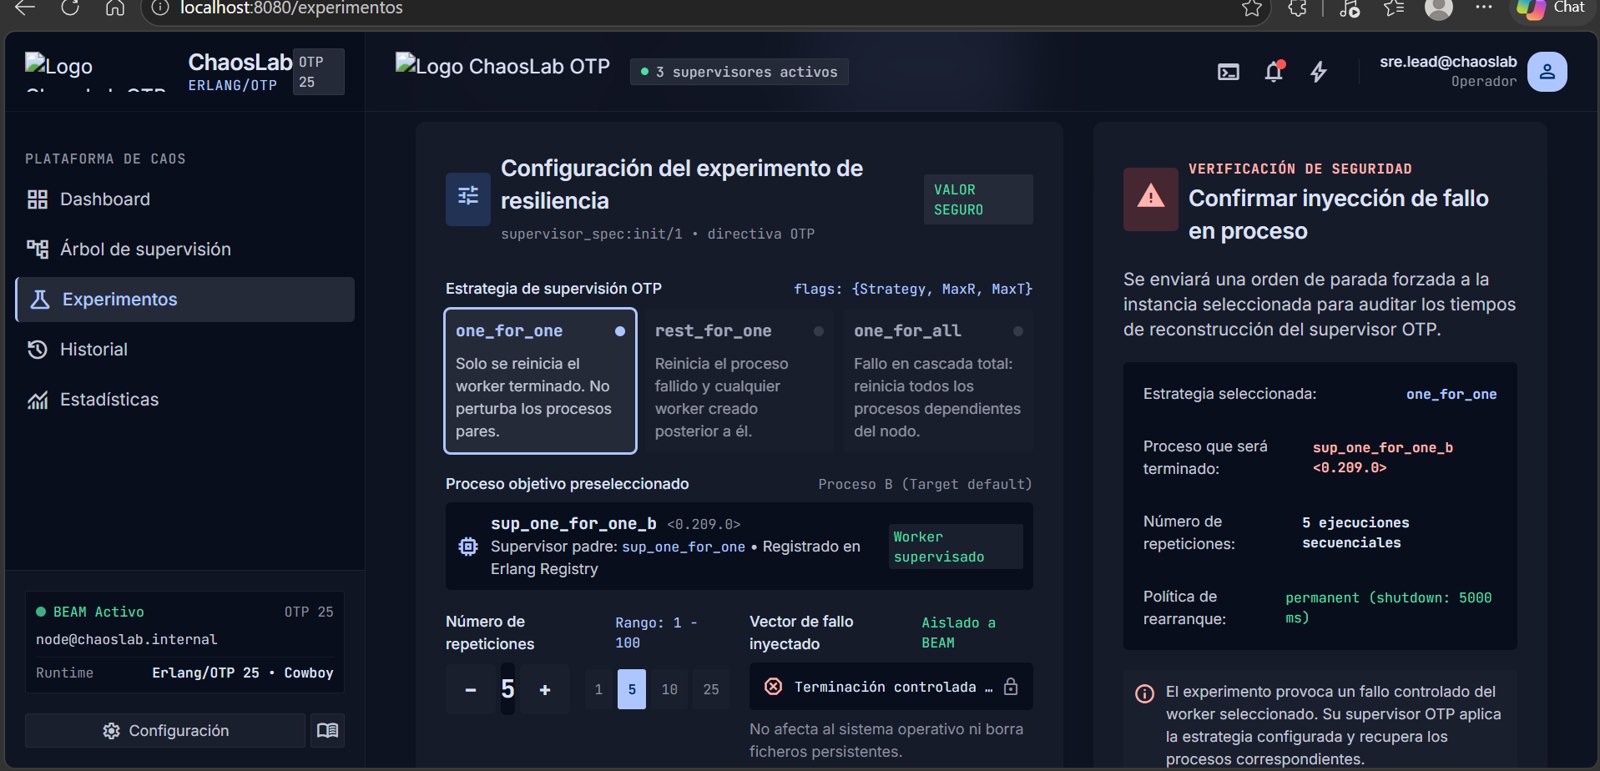 localhost:8080/experimentos
Chat
Logo
ChaosLab
ERLANG/OTP
OTP
25
Logo ChaosLab OTP
3 supervisores activos
sre.lead@chaoslab
Operador
PLATAFORMA DE CAOS
Dashboard
Árbol de supervisión
Experimentos
Historial
Estadísticas
BEAM Activo
OTP 25
node@chaoslab.internal
Runtime
Erlang/OTP 25 • Cowboy
Configuración
Configuración del experimento de
resiliencia
supervisor_spec:init/1 • directiva OTP
VALOR
SEGURO
Estrategia de supervisión OTP
flags: {Strategy, MaxR, MaxT}
one_for_one
Solo se reinicia el
worker terminado. No
perturba los procesos
pares.
rest_for_one
Reinicia el proceso
fallido y cualquier
worker creado
posterior a él.
one_for_all
Fallo en cascada total:
reinicia todos los
procesos dependientes
del nodo.
Proceso objetivo preseleccionado
Proceso B (Target default)
sup_one_for_one_b <0.209.0>
Supervisor padre: sup_one_for_one • Registrado en
Erlang Registry
Worker
supervisado
Número de
repeticiones
Rango: 1 -
100
− 5 +
1 5 10 25
Vector de fallo
inyectado
Aislado a
BEAM
Terminación controlada …
No afecta al sistema operativo ni borra
ficheros persistentes.
VERIFICACIÓN DE SEGURIDAD
Confirmar inyección de fallo
en proceso
Se enviará una orden de parada forzada a la
instancia seleccionada para auditar los tiempos
de reconstrucción del supervisor OTP.
Estrategia seleccionada:
one_for_one
Proceso que será
terminado:
sup_one_for_one_b
<0.209.0>
Número de
repeticiones:
5 ejecuciones
secuenciales
Política de
rearranque:
permanent (shutdown: 5000
ms)
El experimento provoca un fallo controlado del
worker seleccionado. Su supervisor OTP aplica
la estrategia configurada y recupera los
procesos correspondientes.